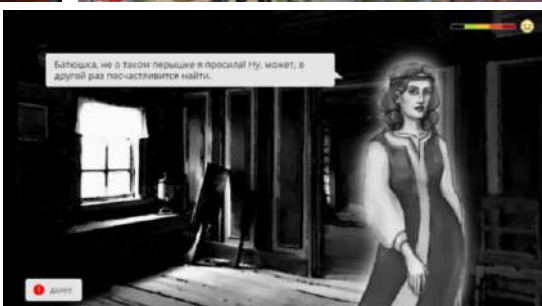 Батюшка, не о таком перышке я просила! Ну, может, в
другой раз посчастливится найти.
ДАЛЕЕ